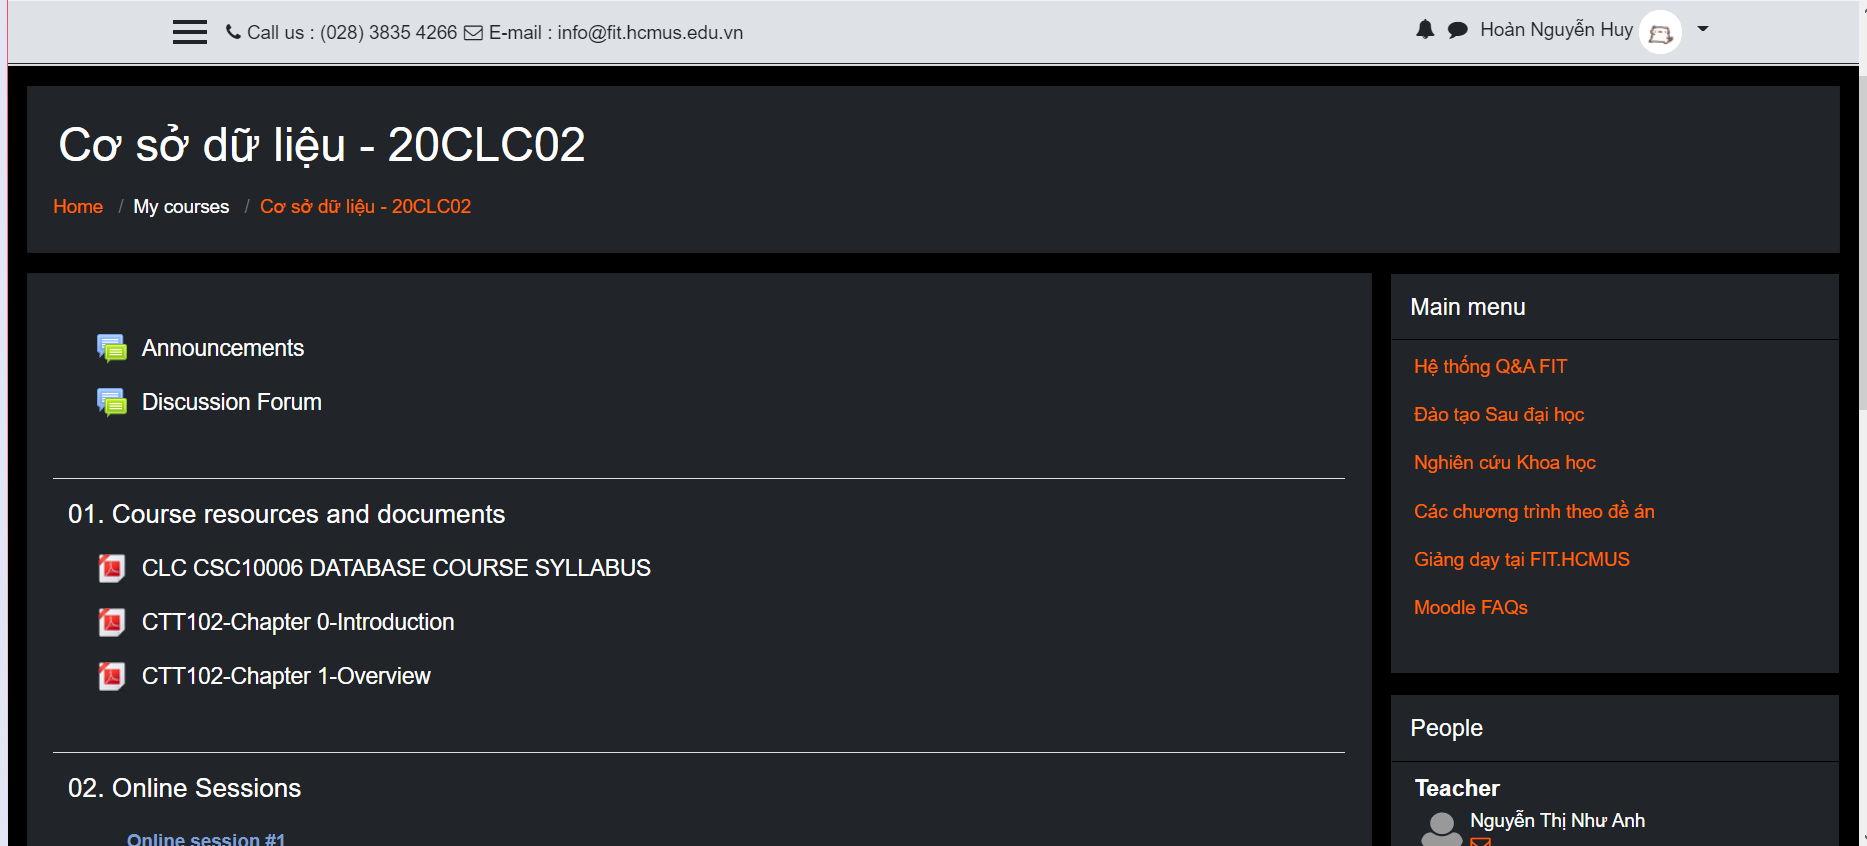 Call us : (028) 3835 4266 E-mail : info@fit.hcmus.edu.vn
Hoàn Nguyễn Huy
Cơ sở dữ liệu - 20CLC02
Home / My courses / Cơ sở dữ liệu - 20CLC02
Announcements
Discussion Forum
01. Course resources and documents
CLC CSC10006 DATABASE COURSE SYLLABUS
CTT102-Chapter 0-Introduction
CTT102-Chapter 1-Overview
02. Online Sessions
Online session #1
Main menu
Hệ thống Q&A FIT
Đào tạo Sau đại học
Nghiên cứu Khoa học
Các chương trình theo đề án
Giảng dạy tại FIT.HCMUS
Moodle FAQs
People
Teacher
Nguyễn Thị Như Anh